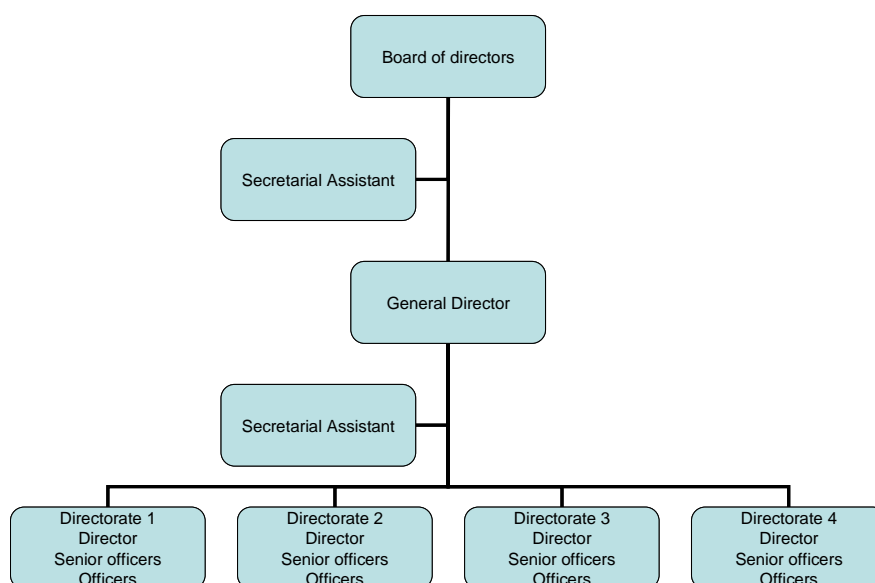 Board of directors
Secretarial Assistant
General Director
Secretarial Assistant
Directorate 1
Director
Senior officers
Officers
Directorate 2
Director
Senior officers
Officers
Directorate 3
Director
Senior officers
Officers
Directorate 4
Director
Senior officers
Officers